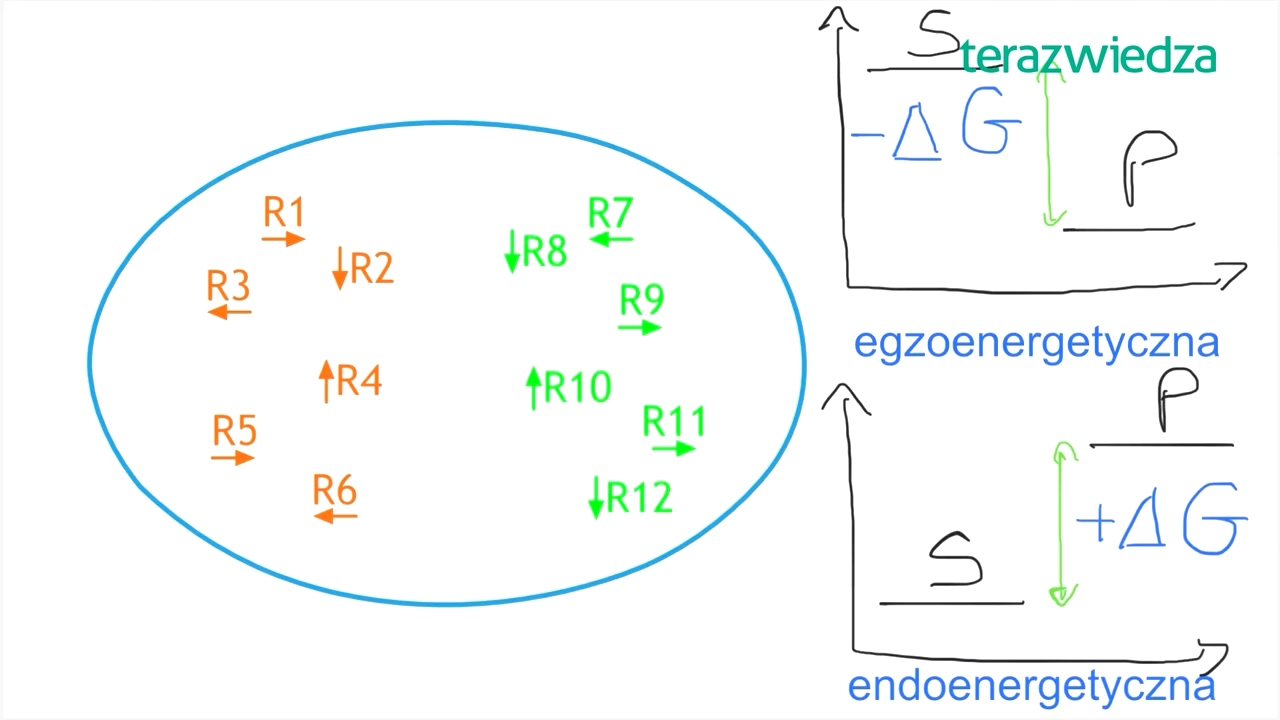 R1
R2
R3
R4
R5
R6
R7
R8
R9
R10
R11
R12
terazwiedza
S
-ΔG
P
egzoenergetyczna
P
+ΔG
S
endoenergetyczna